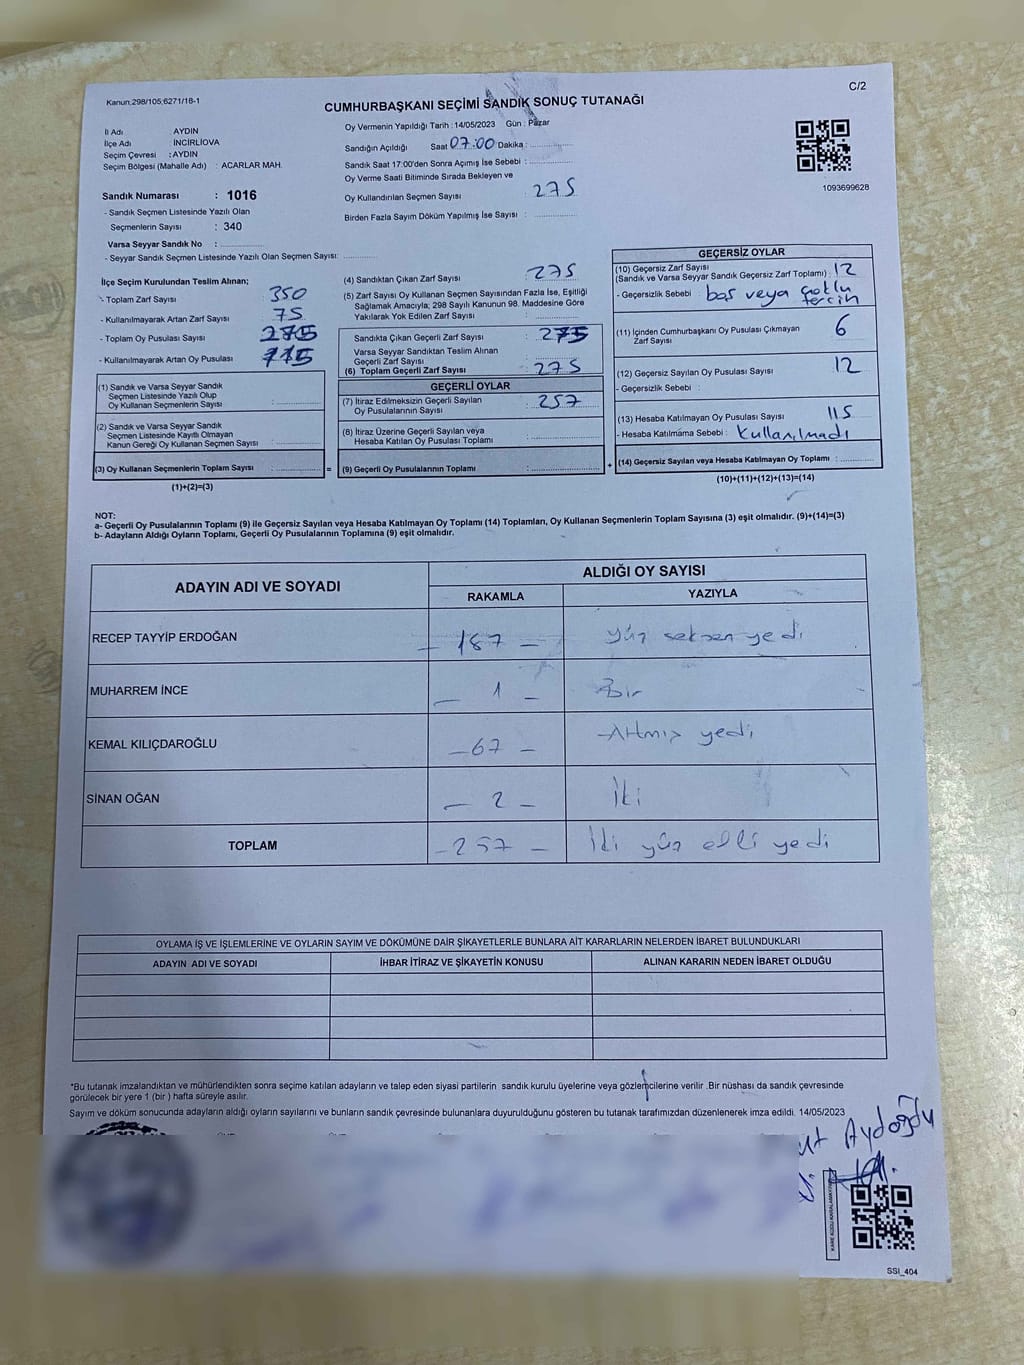 Kanun:298/105;6271/18-1
C/2
CUMHURBAŞKANI SEÇİMİ SANDIK SONUÇ TUTANAĞI
İl Adı : AYDIN
İlçe Adı : İNCİRLİOVA
Seçim Çevresi : AYDIN
Seçim Bölgesi (Mahalle Adı) : ACARLAR MAH.
Sandık Numarası : 1016
- Sandık Seçmen Listesinde Yazılı Olan
Seçmenlerin Sayısı : 340
Varsa Seyyar Sandık No :
- Seyyar Sandık Seçmen Listesinde Yazılı Olan Seçmen Sayısı:
Oy Vermenin Yapıldığı Tarih : 14/05/2023 Gün : Pazar
Sandığın Açıldığı Saat 07:00 Dakika :
Sandık Saat 17:00'den Sonra Açımış İse Sebebi :
Oy Verme Saati Bitiminde Sırada Bekleyen ve
Oy Kullandırılan Seçmen Sayısı : 275
Birden Fazla Sayım Döküm Yapılmış İse Sayısı :
1093699628
İlçe Seçim Kurulundan Teslim Alınan;
- Toplam Zarf Sayısı : 350
- Kullanılmayarak Artan Zarf Sayısı : 75
- Toplam Oy Pusulası Sayısı :
- Kullanılmayarak Artan Oy Pusulası :
(1) Sandık ve Varsa Seyyar Sandık
Seçmen Listesinde Yazılı Olup
Oy Kullanan Seçmenlerin Sayısı :
(2) Sandık ve Varsa Seyyar Sandık
Seçmen Listesinde Kayıtlı Olmayan
Kanun Gereği Oy Kullanan Seçmen Sayısı :
(3) Oy Kullanan Seçmenlerin Toplam Sayısı : =
(1)+(2)=(3)
(4) Sandıktan Çıkan Zarf Sayısı : 275
(5) Zarf Sayısı Oy Kullanan Seçmen Sayısından Fazla İse, Eşitliği
Sağlamak Amacıyla; 298 Sayılı Kanunun 98. Maddesine Göre
Yakılarak Yok Edilen Zarf Sayısı :
Sandıkta Çıkan Geçerli Zarf Sayısı : 275
Varsa Seyyar Sandıktan Teslim Alınan
Geçerli Zarf Sayısı :
(6) Toplam Geçerli Zarf Sayısı : 275
GEÇERLİ OYLAR
(7) İtiraz Edilmeksizin Geçerli Sayılan
Oy Pusulalarının Sayısı : 257
(8) İtiraz Üzerine Geçerli Sayılan veya
Hesaba Katılan Oy Pusulası Toplamı :
(9) Geçerli Oy Pusulalarının Toplamı : +
GEÇERSİZ OYLAR
(10) Geçersiz Zarf Sayısı
(Sandık ve Varsa Seyyar Sandık Geçersiz Zarf Toplamı) : 12
- Geçersizlik Sebebi : boş veya çoklu
tercih
(11) İçinden Cumhurbaşkanı Oy Pusulası Çıkmayan
Zarf Sayısı : 6
(12) Geçersiz Sayılan Oy Pusulası Sayısı : 12
- Geçersizlik Sebebi :
(13) Hesaba Katılmayan Oy Pusulası Sayısı : 115
- Hesaba Katılmama Sebebi : kullanılmadı
(14) Geçersiz Sayılan veya Hesaba Katılmayan Oy Toplamı :
(10)+(11)+(12)+(13)=(14)
NOT:
a- Geçerli Oy Pusulalarının Toplamı (9) ile Geçersiz Sayılan veya Hesaba Katılmayan Oy Toplamı (14) Toplamları, Oy Kullanan Seçmenlerin Toplam Sayısına (3) eşit olmalıdır. (9)+(14)=(3)
b- Adayların Aldığı Oyların Toplamı, Geçerli Oy Pusulalarının Toplamına (9) eşit olmalıdır.
ADAYIN ADI VE SOYADI
ALDIĞI OY SAYISI
RAKAMLA YAZIYLA
RECEP TAYYİP ERDOĞAN - 187 - yüz seksen yedi
MUHARREM İNCE - 1 - Bir
KEMAL KILIÇDAROĞLU - 67 - Altmış yedi
SİNAN OĞAN - 2 - İki
TOPLAM - 257 - İki yüz elli yedi
OYLAMA İŞ VE İŞLEMLERİNE VE OYLARIN SAYIM VE DÖKÜMÜNE DAİR ŞİKAYETLERLE BUNLARA AİT KARARLARIN NELERDEN İBARET BULUNDUKLARI
ADAYIN ADI VE SOYADI İHBAR İTİRAZ VE ŞİKAYETİN KONUSU ALINAN KARARIN NEDEN İBARET OLDUĞU
*Bu tutanak imzalandıktan ve mühürlendikten sonra seçime katılan adayların ve talep eden siyasi partilerin sandık kurulu üyelerine veya gözlemcilerine verilir .Bir nüshası da sandık çevresinde
görülecek bir yere 1 (bir ) hafta süreyle asılır.
Sayım ve döküm sonucunda adayların aldığı oyların sayılarını ve bunların sandık çevresinde bulunanlara duyurulduğunu gösteren bu tutanak tarafımızdan düzenlenerek imza edildi. 14/05/2023
Aydoğdu
SSI_404